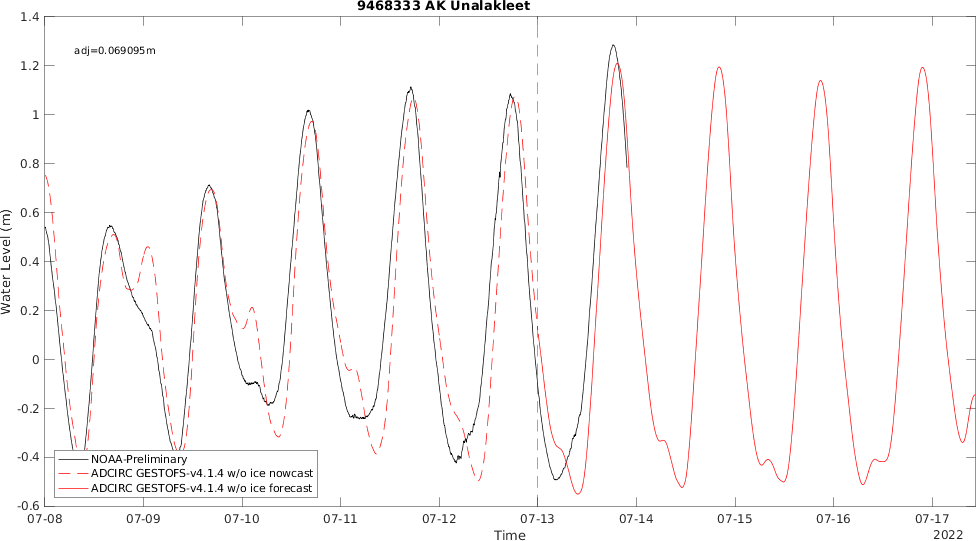 9468333 AK Unalakleet
adj=0.069095m
1.4
1.2
1
0.8
0.6
0.4
0.2
0
-0.2
-0.4
-0.6
Water Level (m)
NOAA-Preliminary
ADCIRC GESTOFS-v4.1.4 w/o ice nowcast
ADCIRC GESTOFS-v4.1.4 w/o ice forecast
07-08 07-09 07-10 07-11 07-12 07-13 07-14 07-15 07-16 07-17
Time
2022